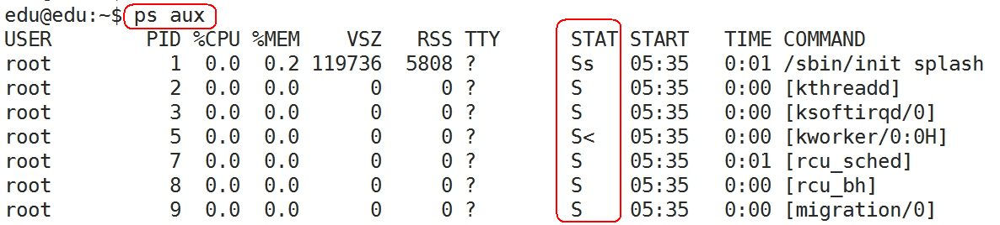 edu@edu:~$ ps aux
USER PID %CPU %MEM VSZ RSS TTY STAT START TIME COMMAND
root 1 0.0 0.2 119736 5808 ? Ss 05:35 0:01 /sbin/init splash
root 2 0.0 0.0 0 0 ? S 05:35 0:00 [kthreadd]
root 3 0.0 0.0 0 0 ? S 05:35 0:00 [ksoftirqd/0]
root 5 0.0 0.0 0 0 ? S< 05:35 0:00 [kworker/0:0H]
root 7 0.0 0.0 0 0 ? S 05:35 0:01 [rcu_sched]
root 8 0.0 0.0 0 0 ? S 05:35 0:00 [rcu_bh]
root 9 0.0 0.0 0 0 ? S 05:35 0:00 [migration/0]